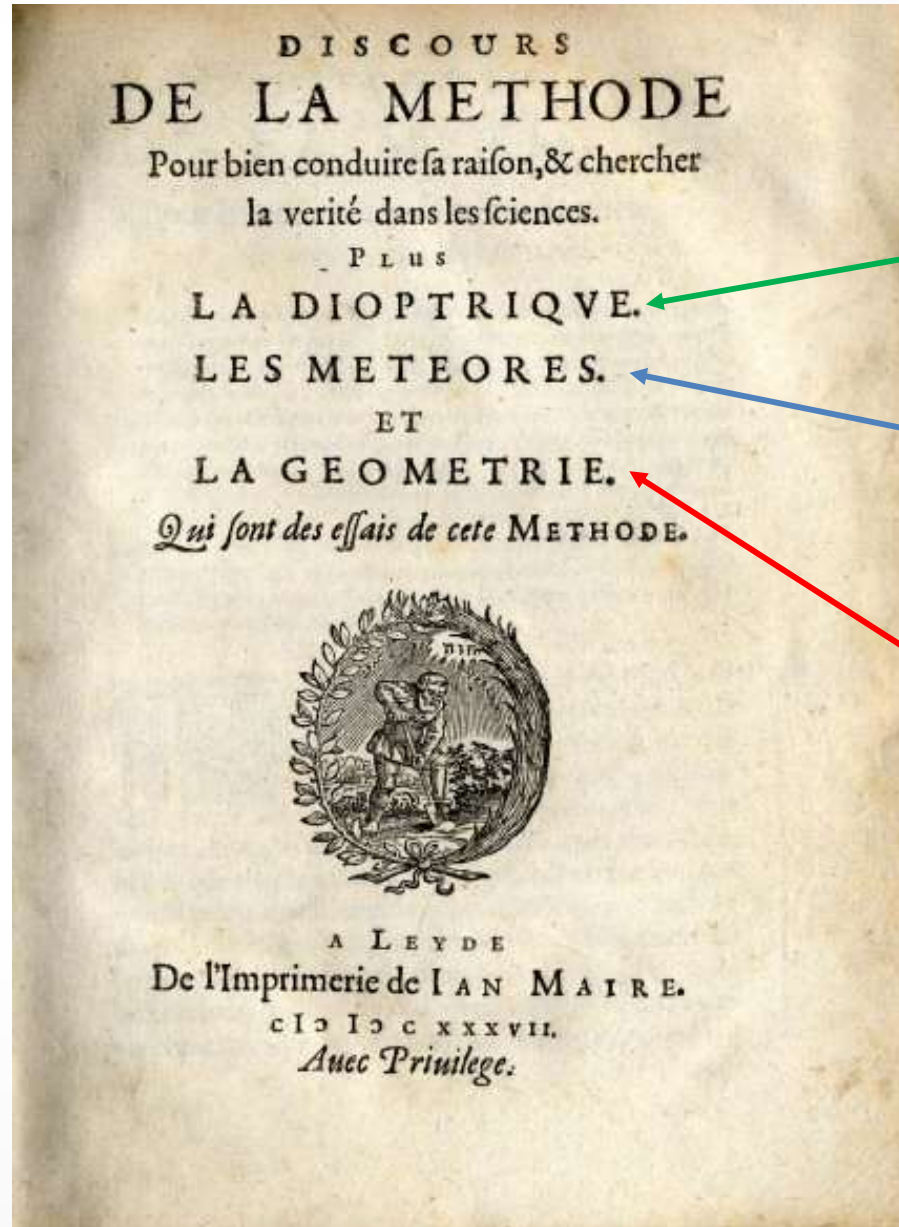 DISCOURS
DE LA METHODE
Pour bien conduire ſa raiſon,& chercher
la verité dans les ſciences.
PLUS
LA DIOPTRIQVE.
LES METEORES.
ET
LA GEOMETRIE.
Qui ſont des eſſais de cete METHODE.
A LEYDE
De l'Imprimerie de IAN MAIRE.
cIↄ Iↄ c xxxvii.
Auec Priuilege.